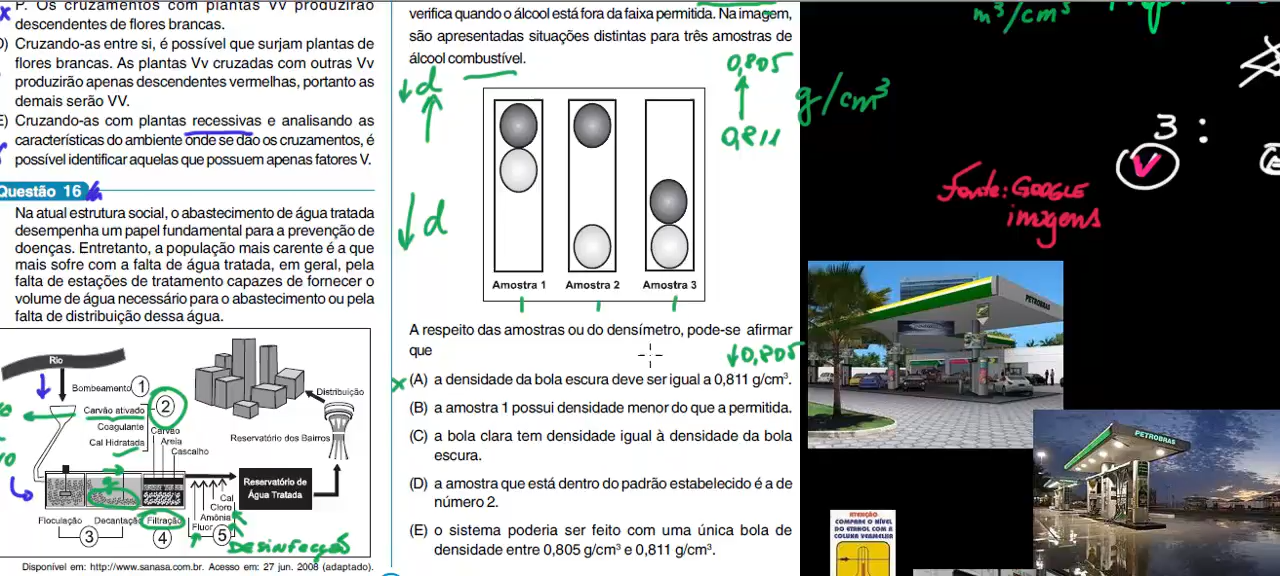 P. Os cruzamentos com plantas VV produzirão
descendentes de flores brancas.
D) Cruzando-as entre si, é possível que surjam plantas de
flores brancas. As plantas Vv cruzadas com outras Vv
produzirão apenas descendentes vermelhas, portanto as
demais serão VV.
E) Cruzando-as com plantas recessivas e analisando as
características do ambiente onde se dão os cruzamentos, é
possível identificar aquelas que possuem apenas fatores V.
Questão 16
Na atual estrutura social, o abastecimento de água tratada
desempenha um papel fundamental para a prevenção de
doenças. Entretanto, a população mais carente é a que
mais sofre com a falta de água tratada, em geral, pela
falta de estações de tratamento capazes de fornecer o
volume de água necessário para o abastecimento ou pela
falta de distribuição dessa água.
Rio
Bombeamento 1
Carvão ativado 2
Coagulante
Cal Hidratada
Carvão
Areia
Cascalho
Distribuição
Reservatório dos Bairros
Reservatório de
Água Tratada
Cal
Cloro
Amônia
Fluor
Floculação
Decantação
Filtração
3
4
5
DESINFECÇÃO
Disponível em: http://www.sanasa.com.br. Acesso em: 27 jun. 2008 (adaptado).
verifica quando o álcool está fora da faixa permitida. Na imagem,
são apresentadas situações distintas para três amostras de
álcool combustível.
d
d
0,805
0,811
Amostra 1
Amostra 2
Amostra 3
A respeito das amostras ou do densímetro, pode-se afirmar
que
0,805
x (A) a densidade da bola escura deve ser igual a 0,811 g/cm³.
(B) a amostra 1 possui densidade menor do que a permitida.
(C) a bola clara tem densidade igual à densidade da bola
escura.
(D) a amostra que está dentro do padrão estabelecido é a de
número 2.
(E) o sistema poderia ser feito com uma única bola de
densidade entre 0,805 g/cm³ e 0,811 g/cm³.
m³/cm³
g/cm³
3 :
V
Fonte: GOOGLE
imagens
PETROBRAS
PETROBRAS
ATENÇÃO
COMPARE O NÍVEL
DO ETANOL COM A
COLUNA VERMELHA